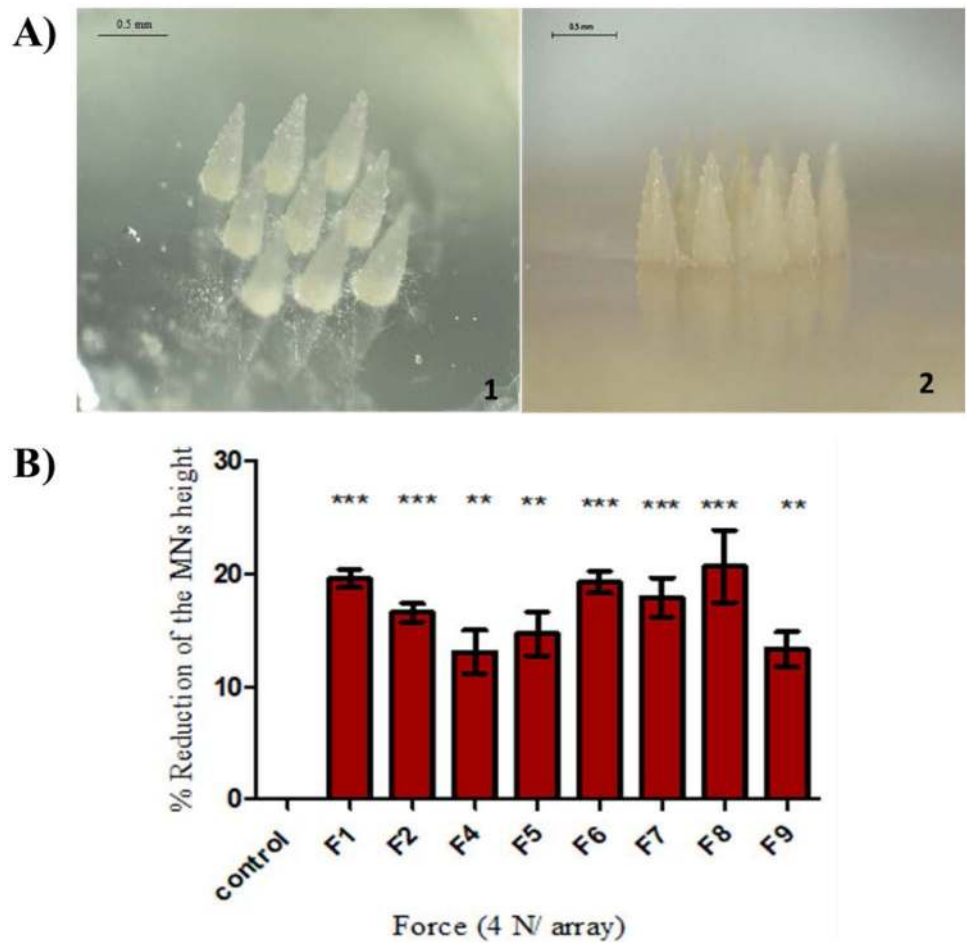 A)
0.5 mm
1
0.5 mm
2
B)
% Reduction of the MNs height
30
20
10
0
*** *** ** ** *** *** *** **
control F1 F2 F4 F5 F6 F7 F8 F9
Force (4 N/ array)